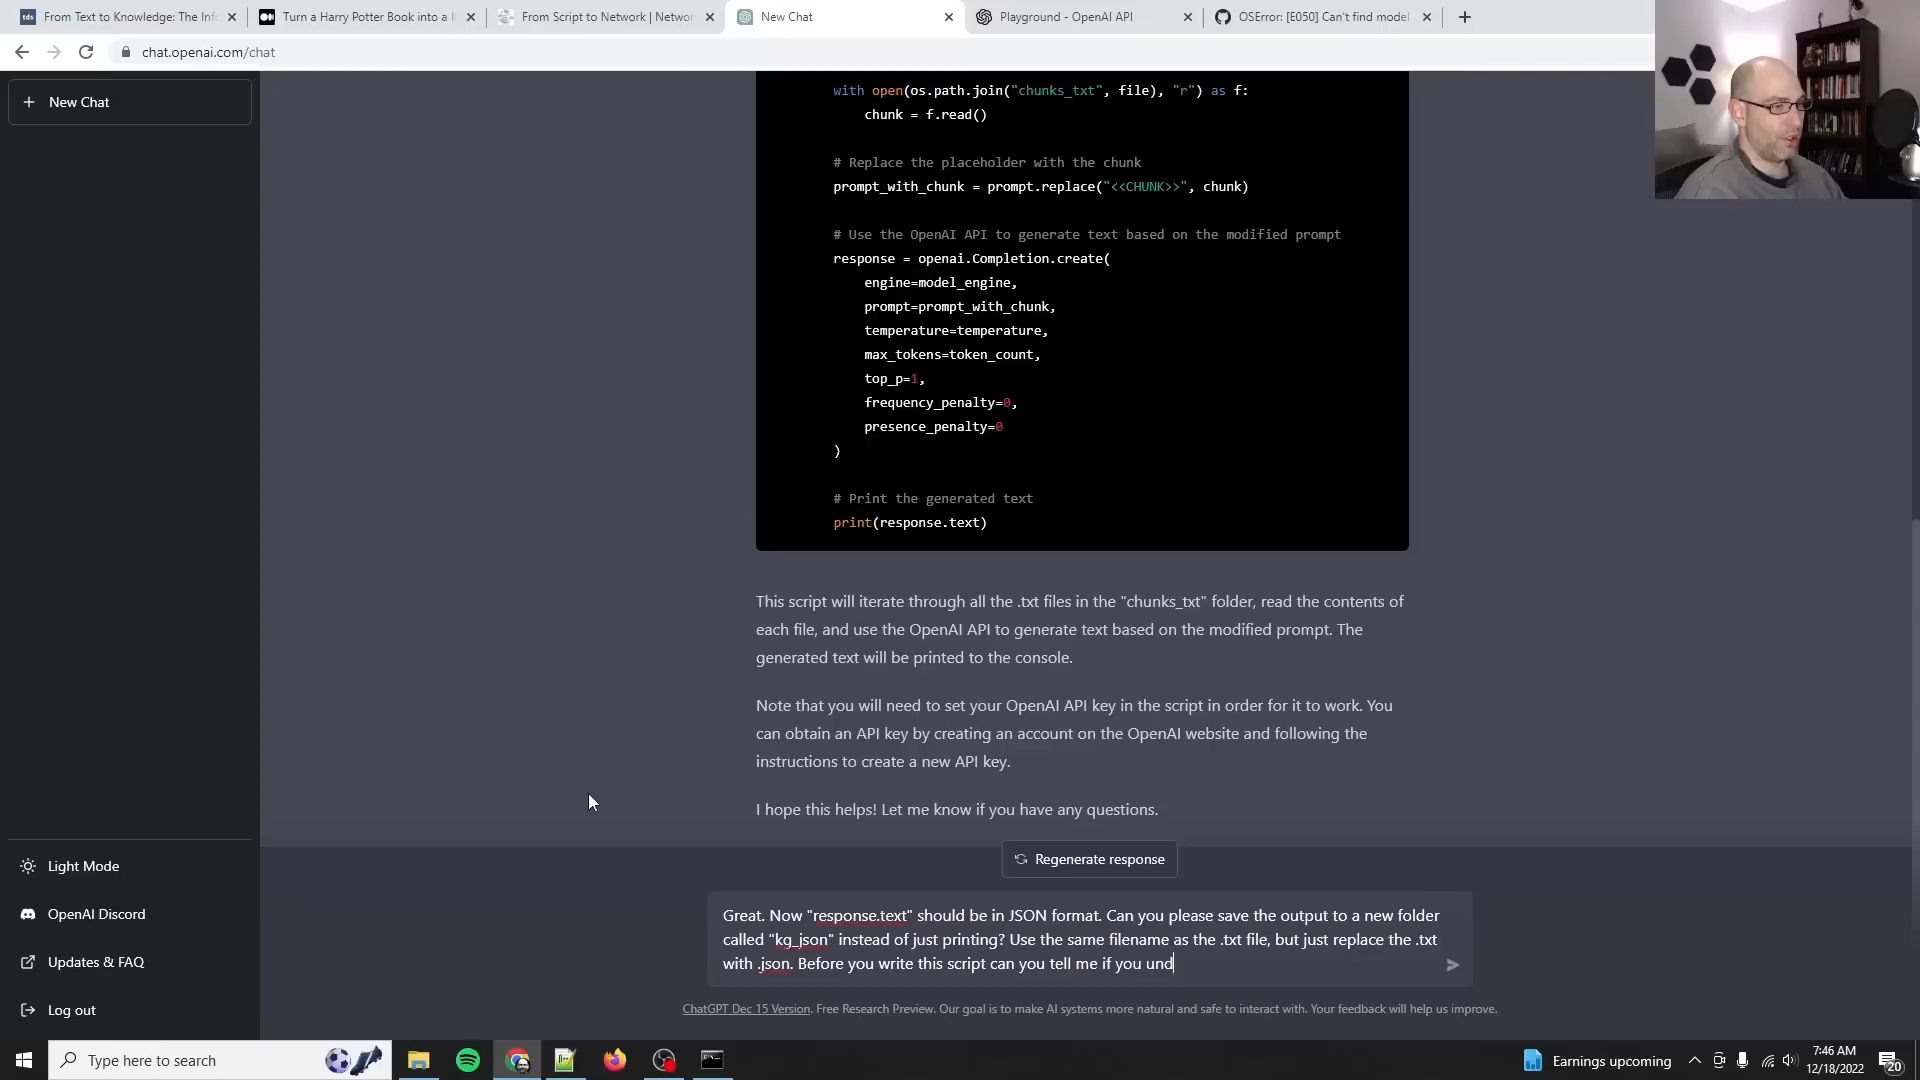 From Text to Knowledge: The Inf
Turn a Harry Potter Book into a
From Script to Network | Networ
New Chat
Playground - OpenAI API
OSError: [E050] Can't find model
chat.openai.com/chat
New Chat
with open(os.path.join("chunks_txt", file), "r") as f:
chunk = f.read()
# Replace the placeholder with the chunk
prompt_with_chunk = prompt.replace("<<CHUNK>>", chunk)
# Use the OpenAI API to generate text based on the modified prompt
response = openai.Completion.create(
engine=model_engine,
prompt=prompt_with_chunk,
temperature=temperature,
max_tokens=token_count,
top_p=1,
frequency_penalty=0,
presence_penalty=0
)
# Print the generated text
print(response.text)
This script will iterate through all the .txt files in the "chunks_txt" folder, read the contents of
each file, and use the OpenAI API to generate text based on the modified prompt. The
generated text will be printed to the console.
Note that you will need to set your OpenAI API key in the script in order for it to work. You
can obtain an API key by creating an account on the OpenAI website and following the
instructions to create a new API key.
I hope this helps! Let me know if you have any questions.
Regenerate response
Great. Now "response.text" should be in JSON format. Can you please save the output to a new folder
called "kg_json" instead of just printing? Use the same filename as the .txt file, but just replace the .txt
with .json. Before you write this script can you tell me if you und
ChatGPT Dec 15 Version. Free Research Preview. Our goal is to make AI systems more natural and safe to interact with. Your feedback will help us improve.
Light Mode
OpenAI Discord
Updates & FAQ
Log out
Type here to search
Earnings upcoming
7:46 AM
12/18/2022
20